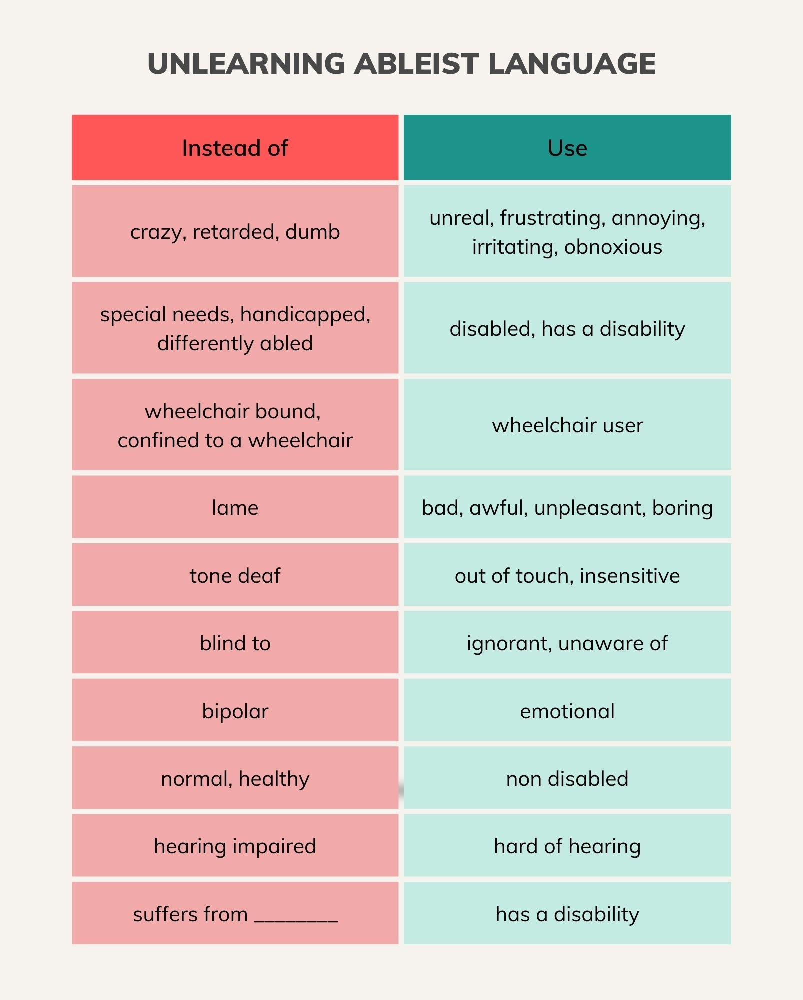 UNLEARNING ABLEIST LANGUAGE
Instead of
Use
crazy, retarded, dumb
unreal, frustrating, annoying,
irritating, obnoxious
special needs, handicapped,
differently abled
disabled, has a disability
wheelchair bound,
confined to a wheelchair
wheelchair user
lame
bad, awful, unpleasant, boring
tone deaf
out of touch, insensitive
blind to
ignorant, unaware of
bipolar
emotional
normal, healthy
non disabled
hearing impaired
hard of hearing
suffers from ________
has a disability